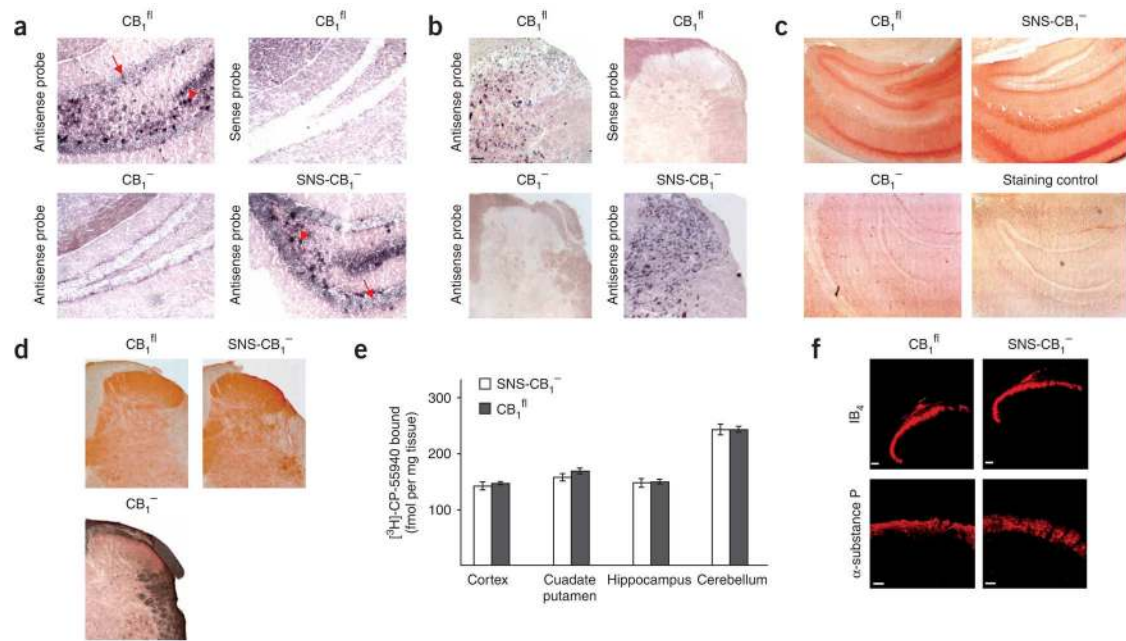 a
CB₁ᶠˡ
CB₁ᶠˡ
Antisense probe
Sense probe
CB₁⁻
SNS-CB₁⁻
Antisense probe
Antisense probe
b
CB₁ᶠˡ
CB₁ᶠˡ
Antisense probe
Sense probe
CB₁⁻
SNS-CB₁⁻
Antisense probe
Antisense probe
c
CB₁ᶠˡ
SNS-CB₁⁻
CB₁⁻
Staining control
d
CB₁ᶠˡ
SNS-CB₁⁻
CB₁⁻
e
SNS-CB₁⁻
CB₁ᶠˡ
[³H]-CP-55940 bound
(fmol per mg tissue)
300
200
150
100
Cortex
Cuadate
putamen
Hippocampus
Cerebellum
f
CB₁ᶠˡ
SNS-CB₁⁻
IB₄
α-substance P